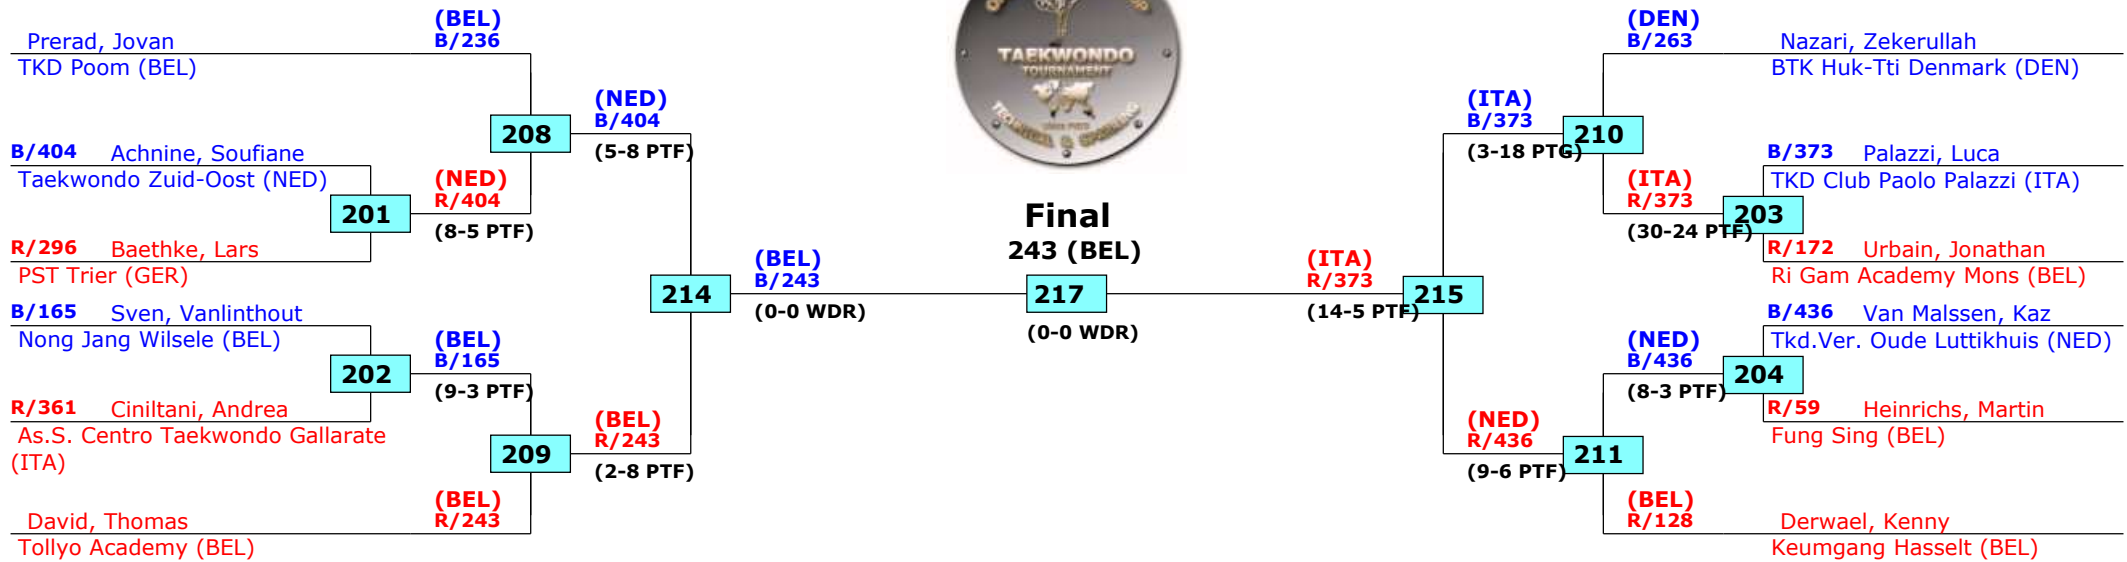 (BEL)
B/236
Prerad, Jovan
TKD Poom (BEL)
B/404 Achnine, Soufiane
Taekwondo Zuid-Oost (NED)
R/296 Baethke, Lars
PST Trier (GER)
B/165 Sven, Vanlinthout
Nong Jang Wilsele (BEL)
R/361 Ciniltani, Andrea
As.S. Centro Taekwondo Gallarate
(ITA)
David, Thomas
Tollyo Academy (BEL)
201
202
(NED)
R/404
(8-5 PTF)
(BEL)
B/165
(9-3 PTF)
(BEL)
R/243
208
209
(NED)
B/404
(5-8 PTF)
(BEL)
R/243
(2-8 PTF)
214
(BEL)
B/243
(0-0 WDR)
TAEKWONDO
TOURNAMENT
TECHNICAL & SPARRING
Final
243 (BEL)
217
(0-0 WDR)
(ITA)
R/373
(14-5 PTF)
215
(ITA)
B/373
(3-18 PTG)
(NED)
R/436
(9-6 PTF)
210
211
(DEN)
B/263
(ITA)
R/373
(30-24 PTF)
(NED)
B/436
(8-3 PTF)
(BEL)
R/128
203
204
Nazari, Zekerullah
BTK Huk-Tti Denmark (DEN)
B/373 Palazzi, Luca
TKD Club Paolo Palazzi (ITA)
R/172 Urbain, Jonathan
Ri Gam Academy Mons (BEL)
B/436 Van Malssen, Kaz
Tkd.Ver. Oude Luttikhuis (NED)
R/59 Heinrichs, Martin
Fung Sing (BEL)
Derwael, Kenny
Keumgang Hasselt (BEL)